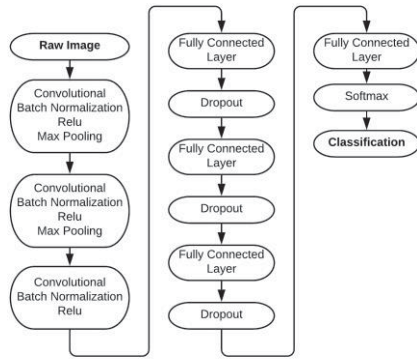 Raw Image
Convolutional
Batch Normalization
Relu
Max Pooling
Convolutional
Batch Normalization
Relu
Max Pooling
Convolutional
Batch Normalization
Relu
Fully Connected
Layer
Dropout
Fully Connected
Layer
Dropout
Fully Connected
Layer
Dropout
Fully Connected
Layer
Softmax
Classification